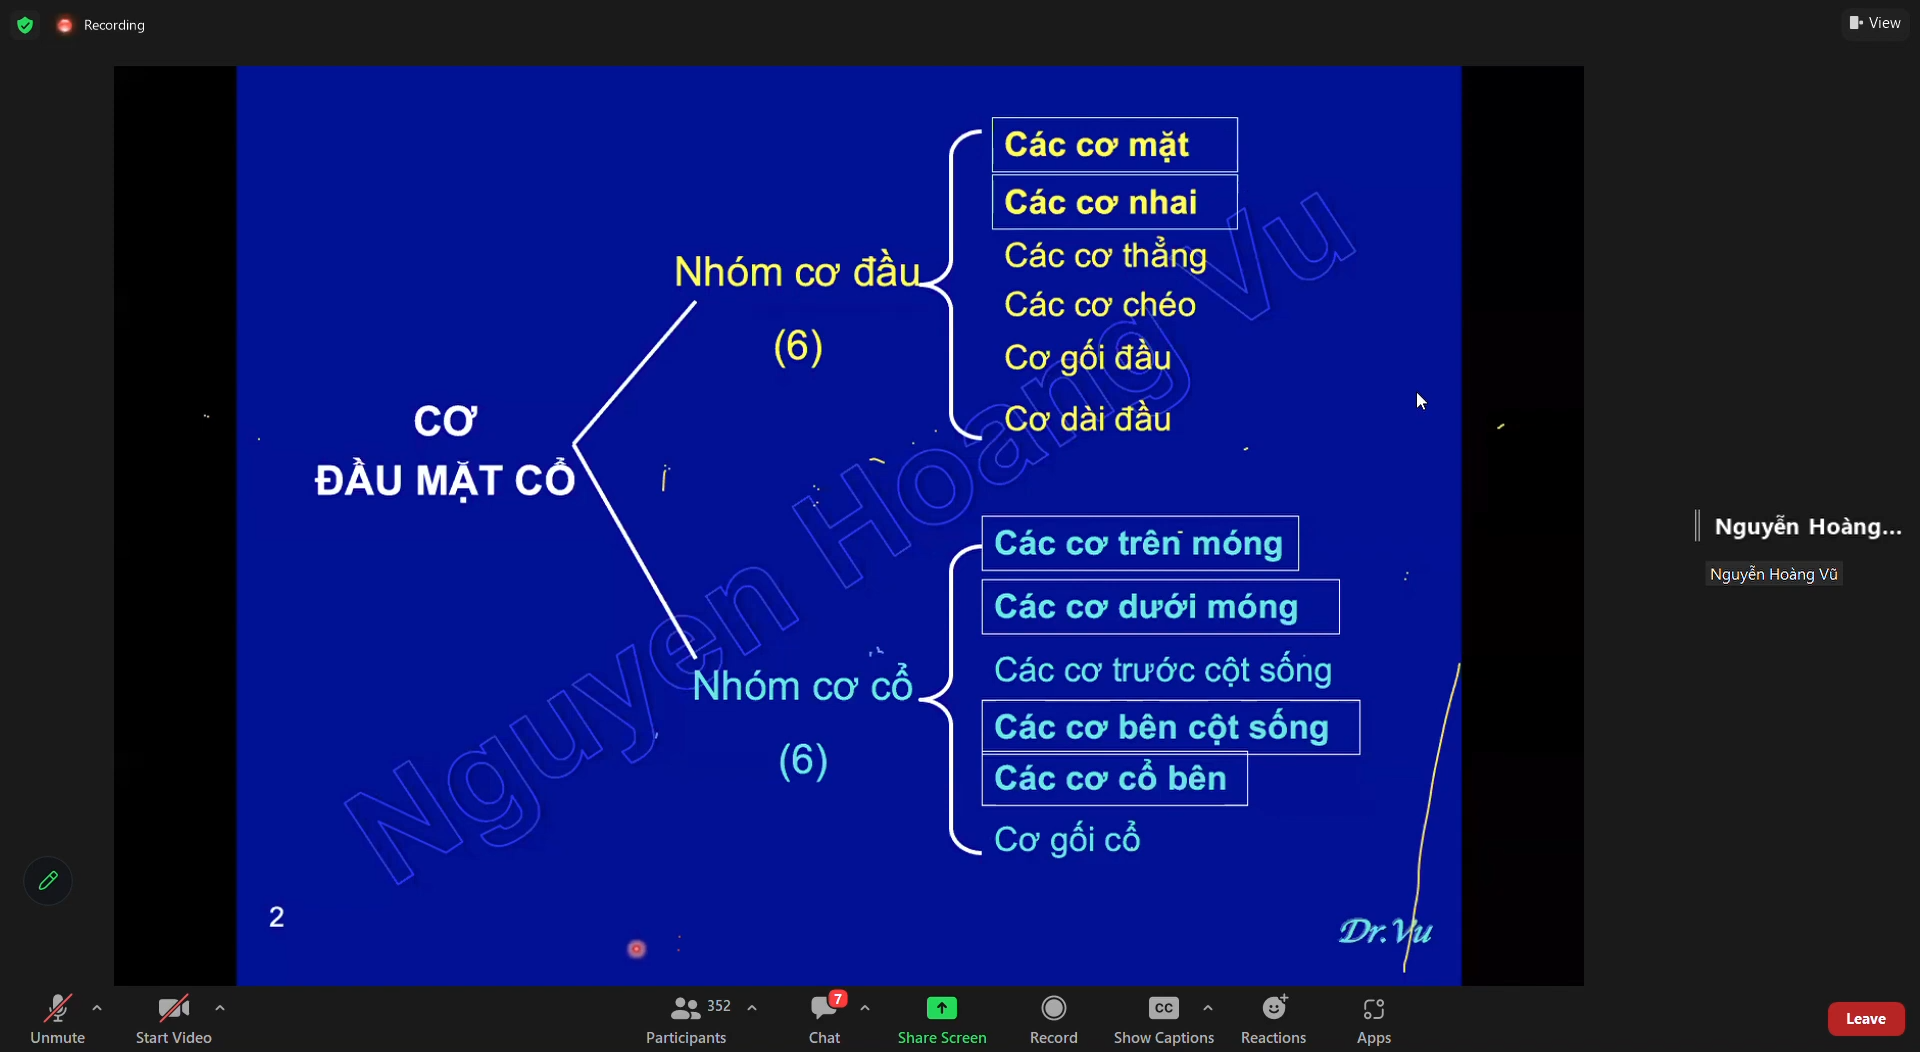 Recording
View
Các cơ mặt
Các cơ nhai
Các cơ thẳng
Nhóm cơ đầu
Các cơ chéo
(6)
Cơ gối đầu
Cơ dài đầu
CƠ
ĐẦU MẶT CỔ
Các cơ trên móng
Các cơ dưới móng
Các cơ trước cột sống
Nhóm cơ cổ
Các cơ bên cột sống
(6)
Các cơ cổ bên
Cơ gối cổ
Nguyen Hoang Vu
2
Dr.Vu
Nguyễn Hoàng...
Nguyễn Hoàng Vũ
Unmute
Start Video
352
Participants
7
Chat
Share Screen
Record
CC
Show Captions
Reactions
Apps
Leave